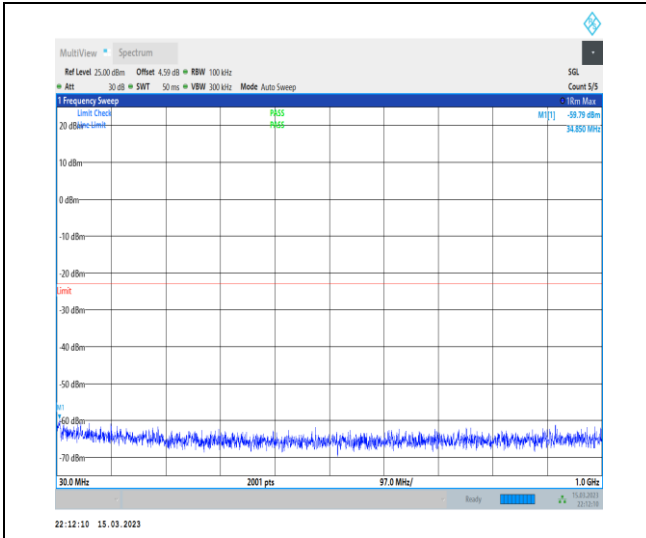 MultiView Spectrum
Ref Level 25.00 dBm Offset 4.59 dB RBW 100 kHz SGL
Att 30 dB SWT 50 ms VBW 300 kHz Mode Auto Sweep Count 5/5
1 Frequency Sweep 1Rm Max
Limit Check PASS M1[1] -59.79 dBm
20 dBm Line Limit PASS 34.850 MHz
10 dBm
0 dBm
-10 dBm
-20 dBm
Limit
-30 dBm
-40 dBm
-50 dBm
M1
-60 dBm
-70 dBm
30.0 MHz 2001 pts 97.0 MHz/ 1.0 GHz
Ready 15.03.2023
22:12:10
22:12:10 15.03.2023